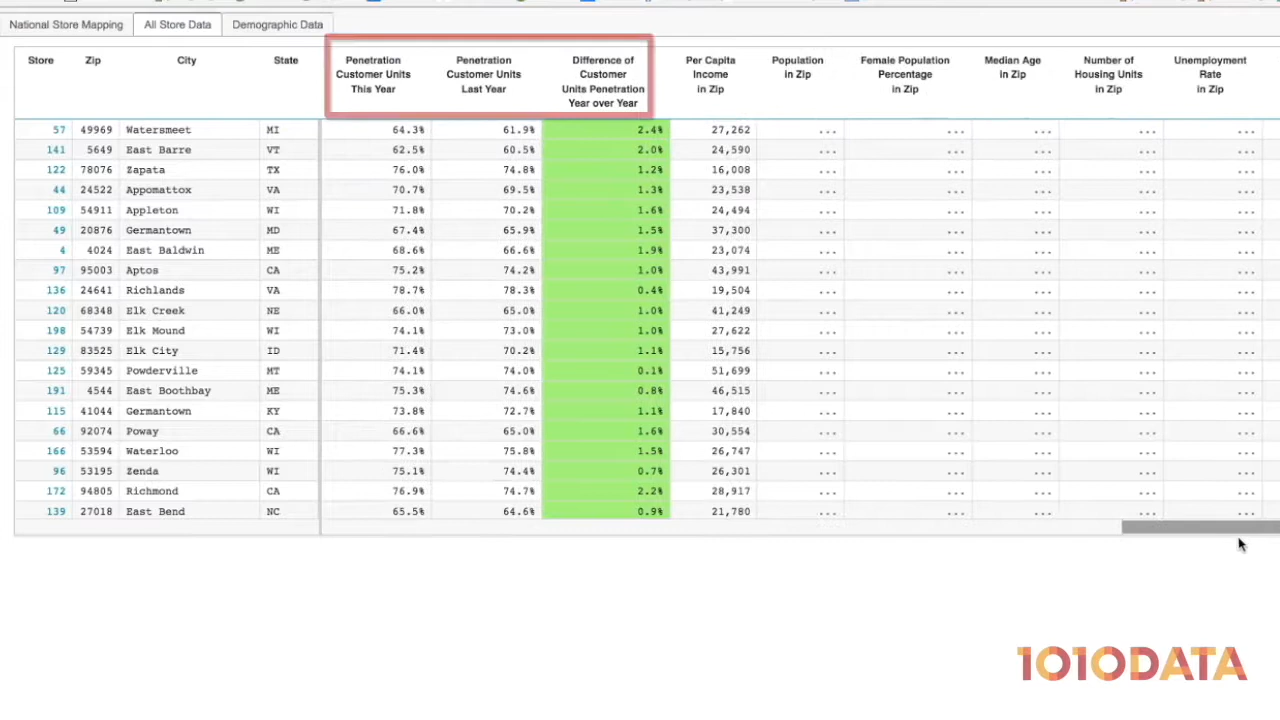 National Store Mapping All Store Data Demographic Data
Store Zip City State Penetration Customer Units This Year Penetration Customer Units Last Year Difference of Customer Units Penetration Year over Year Per Capita Income in Zip Population in Zip Female Population Percentage in Zip Median Age in Zip Number of Housing Units in Zip Unemployment Rate in Zip
57 49969 Watersmeet MI 64.3% 61.9% 2.4% 27,262 ... ... ... ... ...
141 5649 East Barre VT 62.5% 60.5% 2.0% 24,590 ... ... ... ... ...
122 78076 Zapata TX 76.0% 74.8% 1.2% 16,008 ... ... ... ... ...
44 24522 Appomattox VA 70.7% 69.5% 1.3% 23,538 ... ... ... ... ...
109 54911 Appleton WI 71.8% 70.2% 1.6% 24,494 ... ... ... ... ...
49 20876 Germantown MD 67.4% 65.9% 1.5% 37,300 ... ... ... ... ...
4 4024 East Baldwin ME 68.6% 66.6% 1.9% 23,074 ... ... ... ... ...
97 95003 Aptos CA 75.2% 74.2% 1.0% 43,991 ... ... ... ... ...
136 24641 Richlands VA 78.7% 78.3% 0.4% 19,504 ... ... ... ... ...
120 68348 Elk Creek NE 66.0% 65.0% 1.0% 41,249 ... ... ... ... ...
198 54739 Elk Mound WI 74.1% 73.0% 1.0% 27,622 ... ... ... ... ...
129 83525 Elk City ID 71.4% 70.2% 1.1% 15,756 ... ... ... ... ...
125 59345 Powderville MT 74.1% 74.0% 0.1% 51,699 ... ... ... ... ...
191 4544 East Boothbay ME 75.3% 74.6% 0.8% 46,515 ... ... ... ... ...
115 41044 Germantown KY 73.8% 72.7% 1.1% 17,840 ... ... ... ... ...
66 92074 Poway CA 66.6% 65.0% 1.6% 30,554 ... ... ... ... ...
166 53594 Waterloo WI 77.3% 75.8% 1.5% 26,747 ... ... ... ... ...
96 53195 Zenda WI 75.1% 74.4% 0.7% 26,301 ... ... ... ... ...
172 94805 Richmond CA 76.9% 74.7% 2.2% 28,917 ... ... ... ... ...
139 27018 East Bend NC 65.5% 64.6% 0.9% 21,780 ... ... ... ... ...
1010DATA